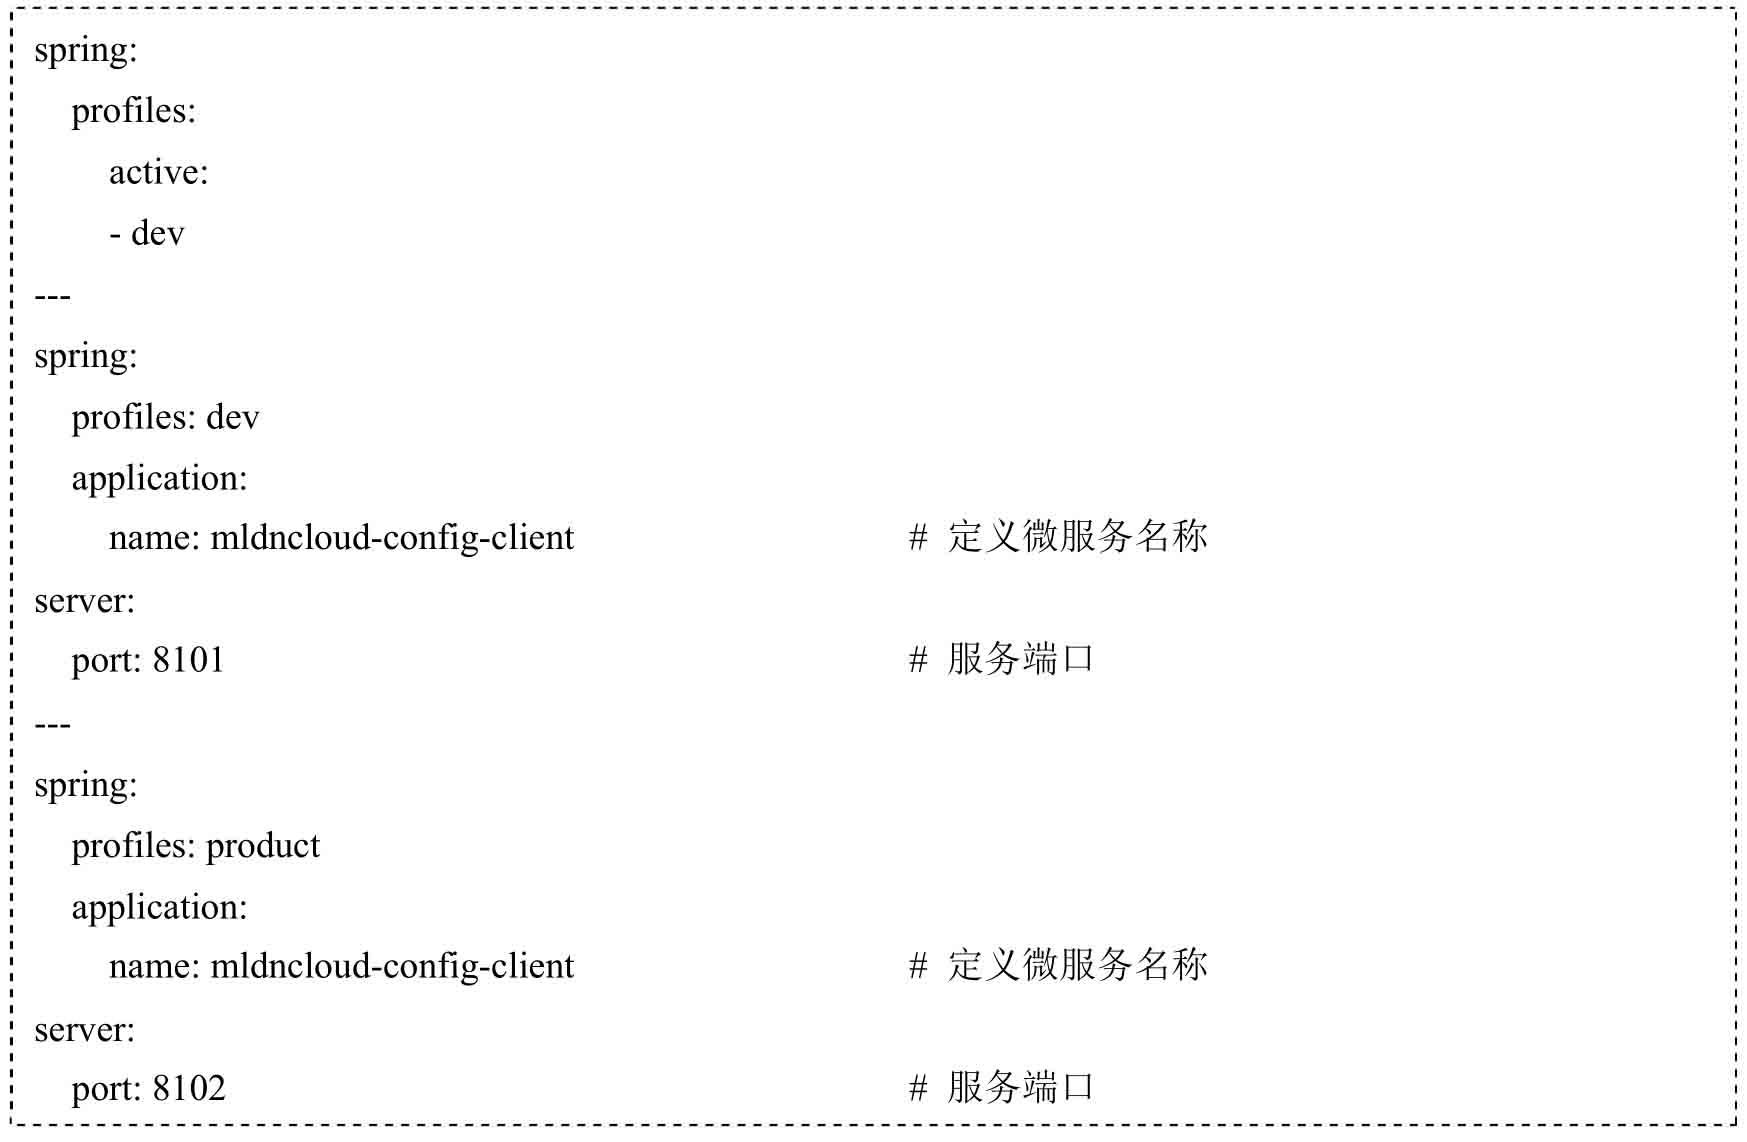 spring:
  profiles:
    active:
    - dev
---
spring:
  profiles: dev
  application:
    name: mldncloud-config-client # 定义微服务名称
server:
  port: 8101 # 服务端口
---
spring:
  profiles: product
  application:
    name: mldncloud-config-client # 定义微服务名称
server:
  port: 8102 # 服务端口